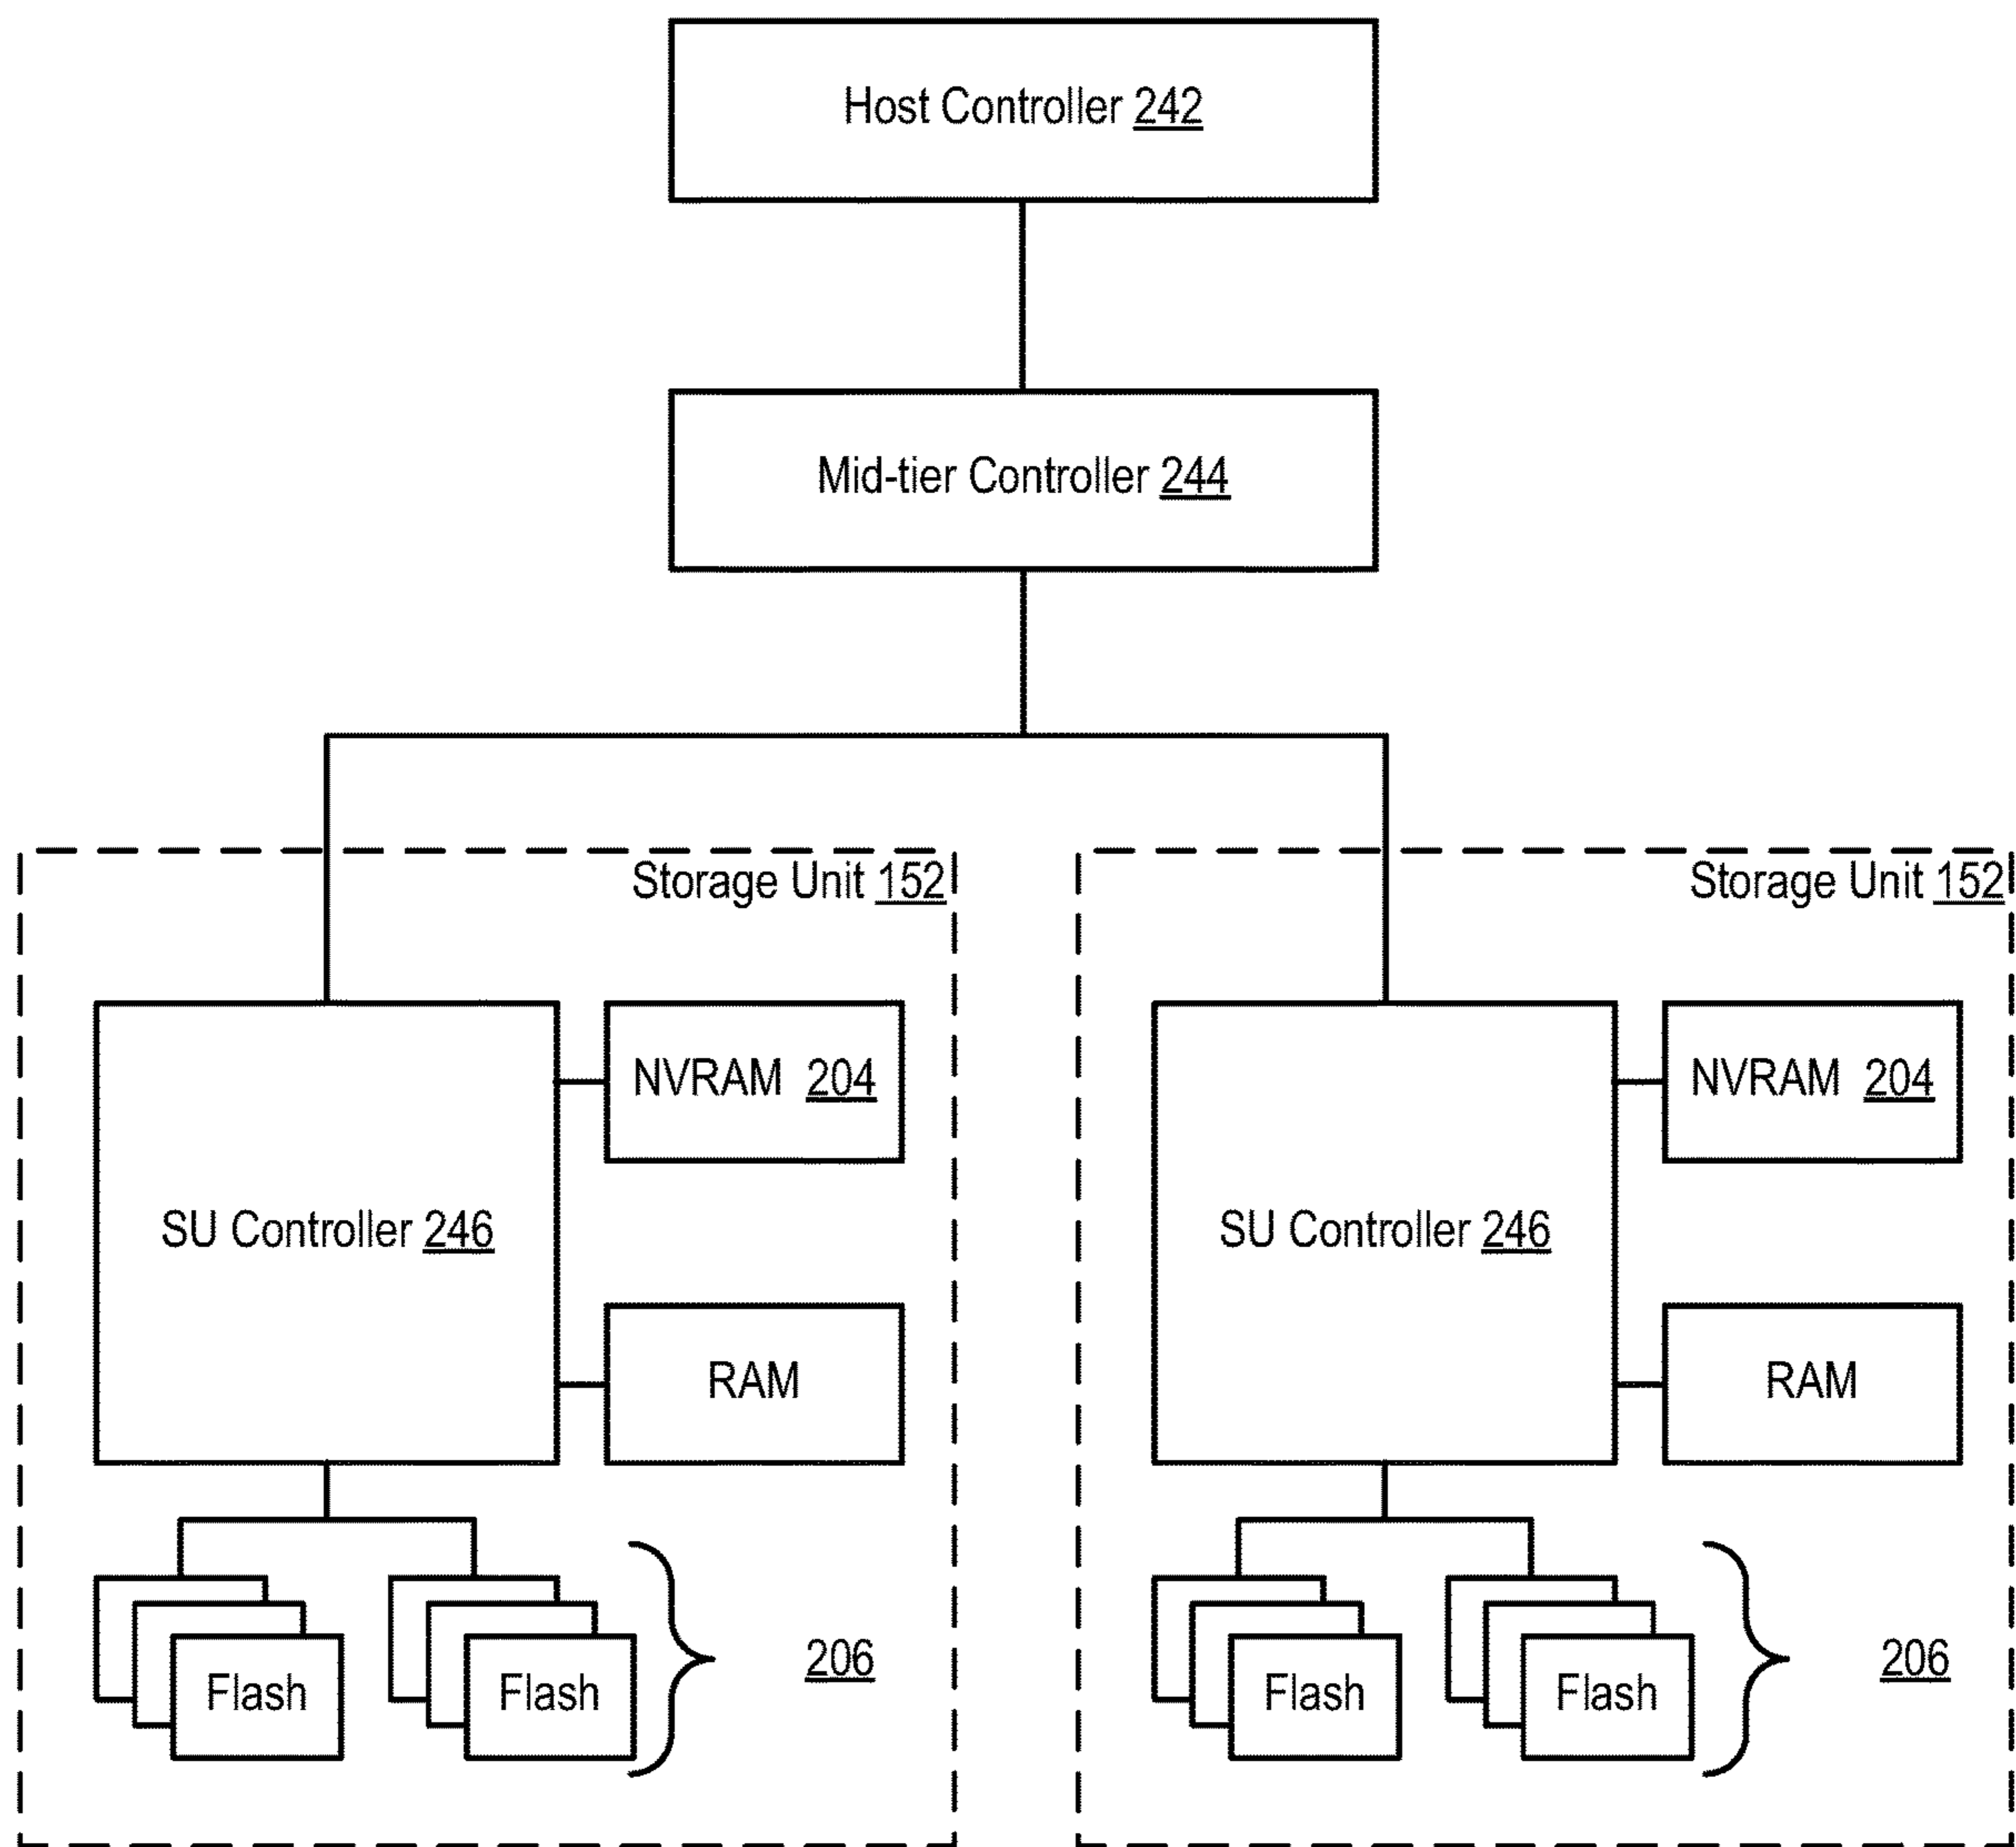 Host Controller 242
Mid-tier Controller 244
Storage Unit 152
SU Controller 246
NVRAM 204
RAM
Flash
Flash
206
Storage Unit 152
SU Controller 246
NVRAM 204
RAM
Flash
Flash
206